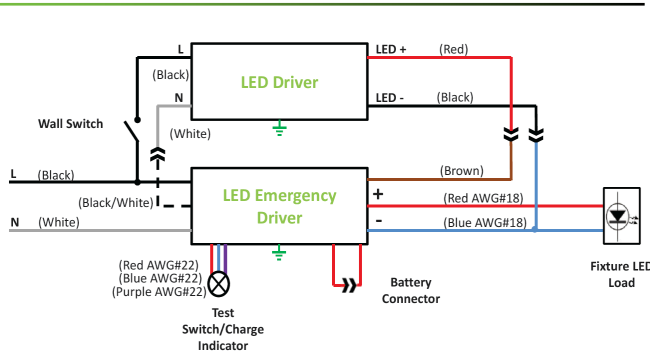 L
LED +
(Red)
(Black)
LED Driver
N
LED -
(Black)
Wall Switch
(White)
L
(Black)
(Brown)
(Black/White)
LED Emergency
Driver
+
(Red AWG#18)
N
(White)
-
(Blue AWG#18)
(Red AWG#22)
(Blue AWG#22)
(Purple AWG#22)
Battery
Connector
Fixture LED
Load
Test
Switch/Charge
Indicator